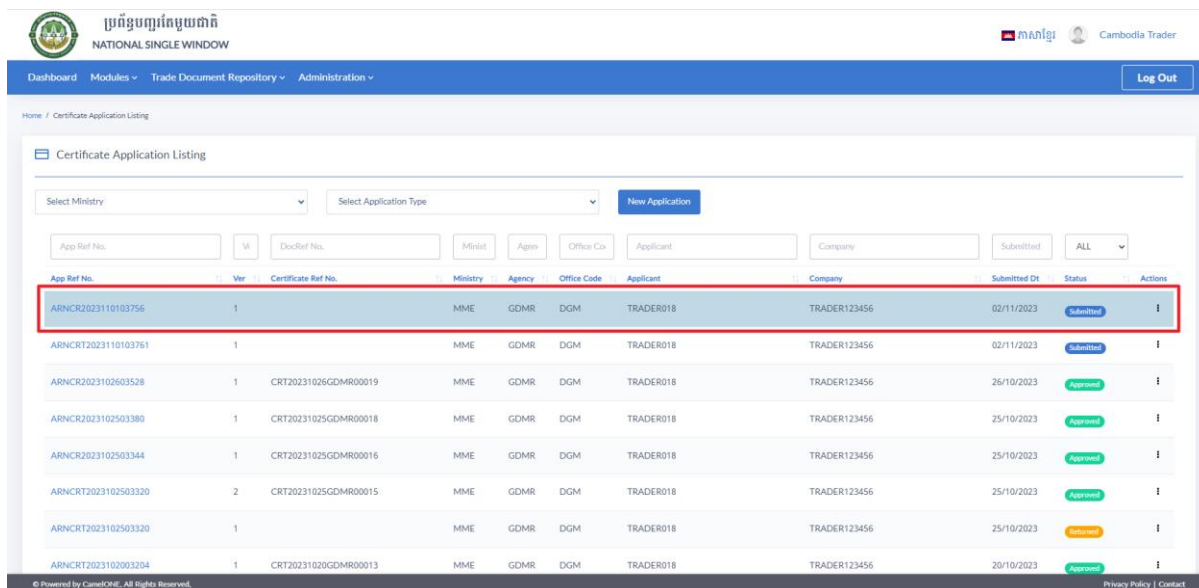 ប្រព័ន្ធបញ្ជរតែមួយជាតិ
NATIONAL SINGLE WINDOW
ភាសាខ្មែរ Cambodia Trader
Dashboard Modules Trade Document Repository Administration Log Out
Home / Certificate Application Listing
Certificate Application Listing
Select Ministry Select Application Type New Application
App Ref No. DocRef No. Minist Office Co Applicant Company Submitted ALL
App Ref No. Ver Certificate Ref No. Ministry Agency Office Code Applicant Company Submitted Dt Status Actions
ARNCR2023110103756 1 MME GDMR DGM TRADER018 TRADER123456 02/11/2023 Submitted
ARNCRT2023110103761 1 MME GDMR DGM TRADER018 TRADER123456 02/11/2023 Submitted
ARNCR2023102603528 1 CRT20231026GDMR00019 MME GDMR DGM TRADER018 TRADER123456 26/10/2023 Approved
ARNCR2023102503380 1 CRT20231025GDMR00018 MME GDMR DGM TRADER018 TRADER123456 25/10/2023 Approved
ARNCR2023102503344 1 CRT20231025GDMR00016 MME GDMR DGM TRADER018 TRADER123456 25/10/2023 Approved
ARNCRT2023102503320 2 CRT20231025GDMR00015 MME GDMR DGM TRADER018 TRADER123456 25/10/2023 Approved
ARNCRT2023102503320 1 MME GDMR DGM TRADER018 TRADER123456 25/10/2023 Returned
ARNCRT2023102003204 1 CRT20231020GDMR00013 MME GDMR DGM TRADER018 TRADER123456 20/10/2023 Approved
© Powered by CamelONE, All Rights Reserved. Privacy Policy | Contact